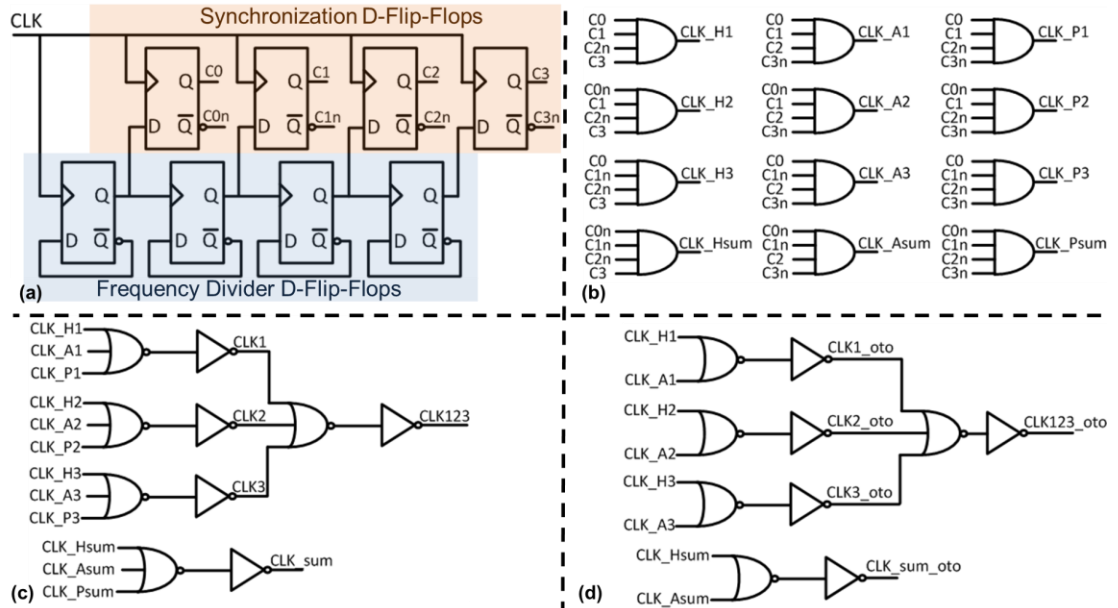 CLK
Synchronization D-Flip-Flops
Q C0
Q C1
Q C2
Q C3
D Q C0n
Q C1n
Q C2n
D Q C3n
Q Q Q Q
D Q D Q D Q D Q
(a) Frequency Divider D-Flip-Flops
C0
C1
C2n
C3
CLK_H1
C0
C1
C2
C3n
CLK_A1
C0
C1
C2n
C3n
CLK_P1
C0n
C1
C2n
C3
CLK_H2
C0n
C1
C2
C3n
CLK_A2
C0n
C1
C2n
C3n
CLK_P2
C0
C1n
C2n
C3
CLK_H3
C0
C1n
C2
C3n
CLK_A3
C0
C1n
C2n
C3n
CLK_P3
C0n
C1n
C2n
C3
CLK_Hsum
C0n
C1n
C2
C3n
CLK_Asum
C0n
C1n
C2n
C3n
CLK_Psum
(b)
CLK_H1
CLK_A1
CLK_P1
CLK1
CLK_H2
CLK_A2
CLK_P2
CLK2
CLK123
CLK_H3
CLK_A3
CLK_P3
CLK3
CLK_Hsum
CLK_Asum
CLK_Psum
CLK_sum
(c)
CLK_H1
CLK_A1
CLK1_oto
CLK_H2
CLK_A2
CLK2_oto
CLK123_oto
CLK_H3
CLK_A3
CLK3_oto
CLK_Hsum
CLK_Asum
CLK_sum_oto
(d)